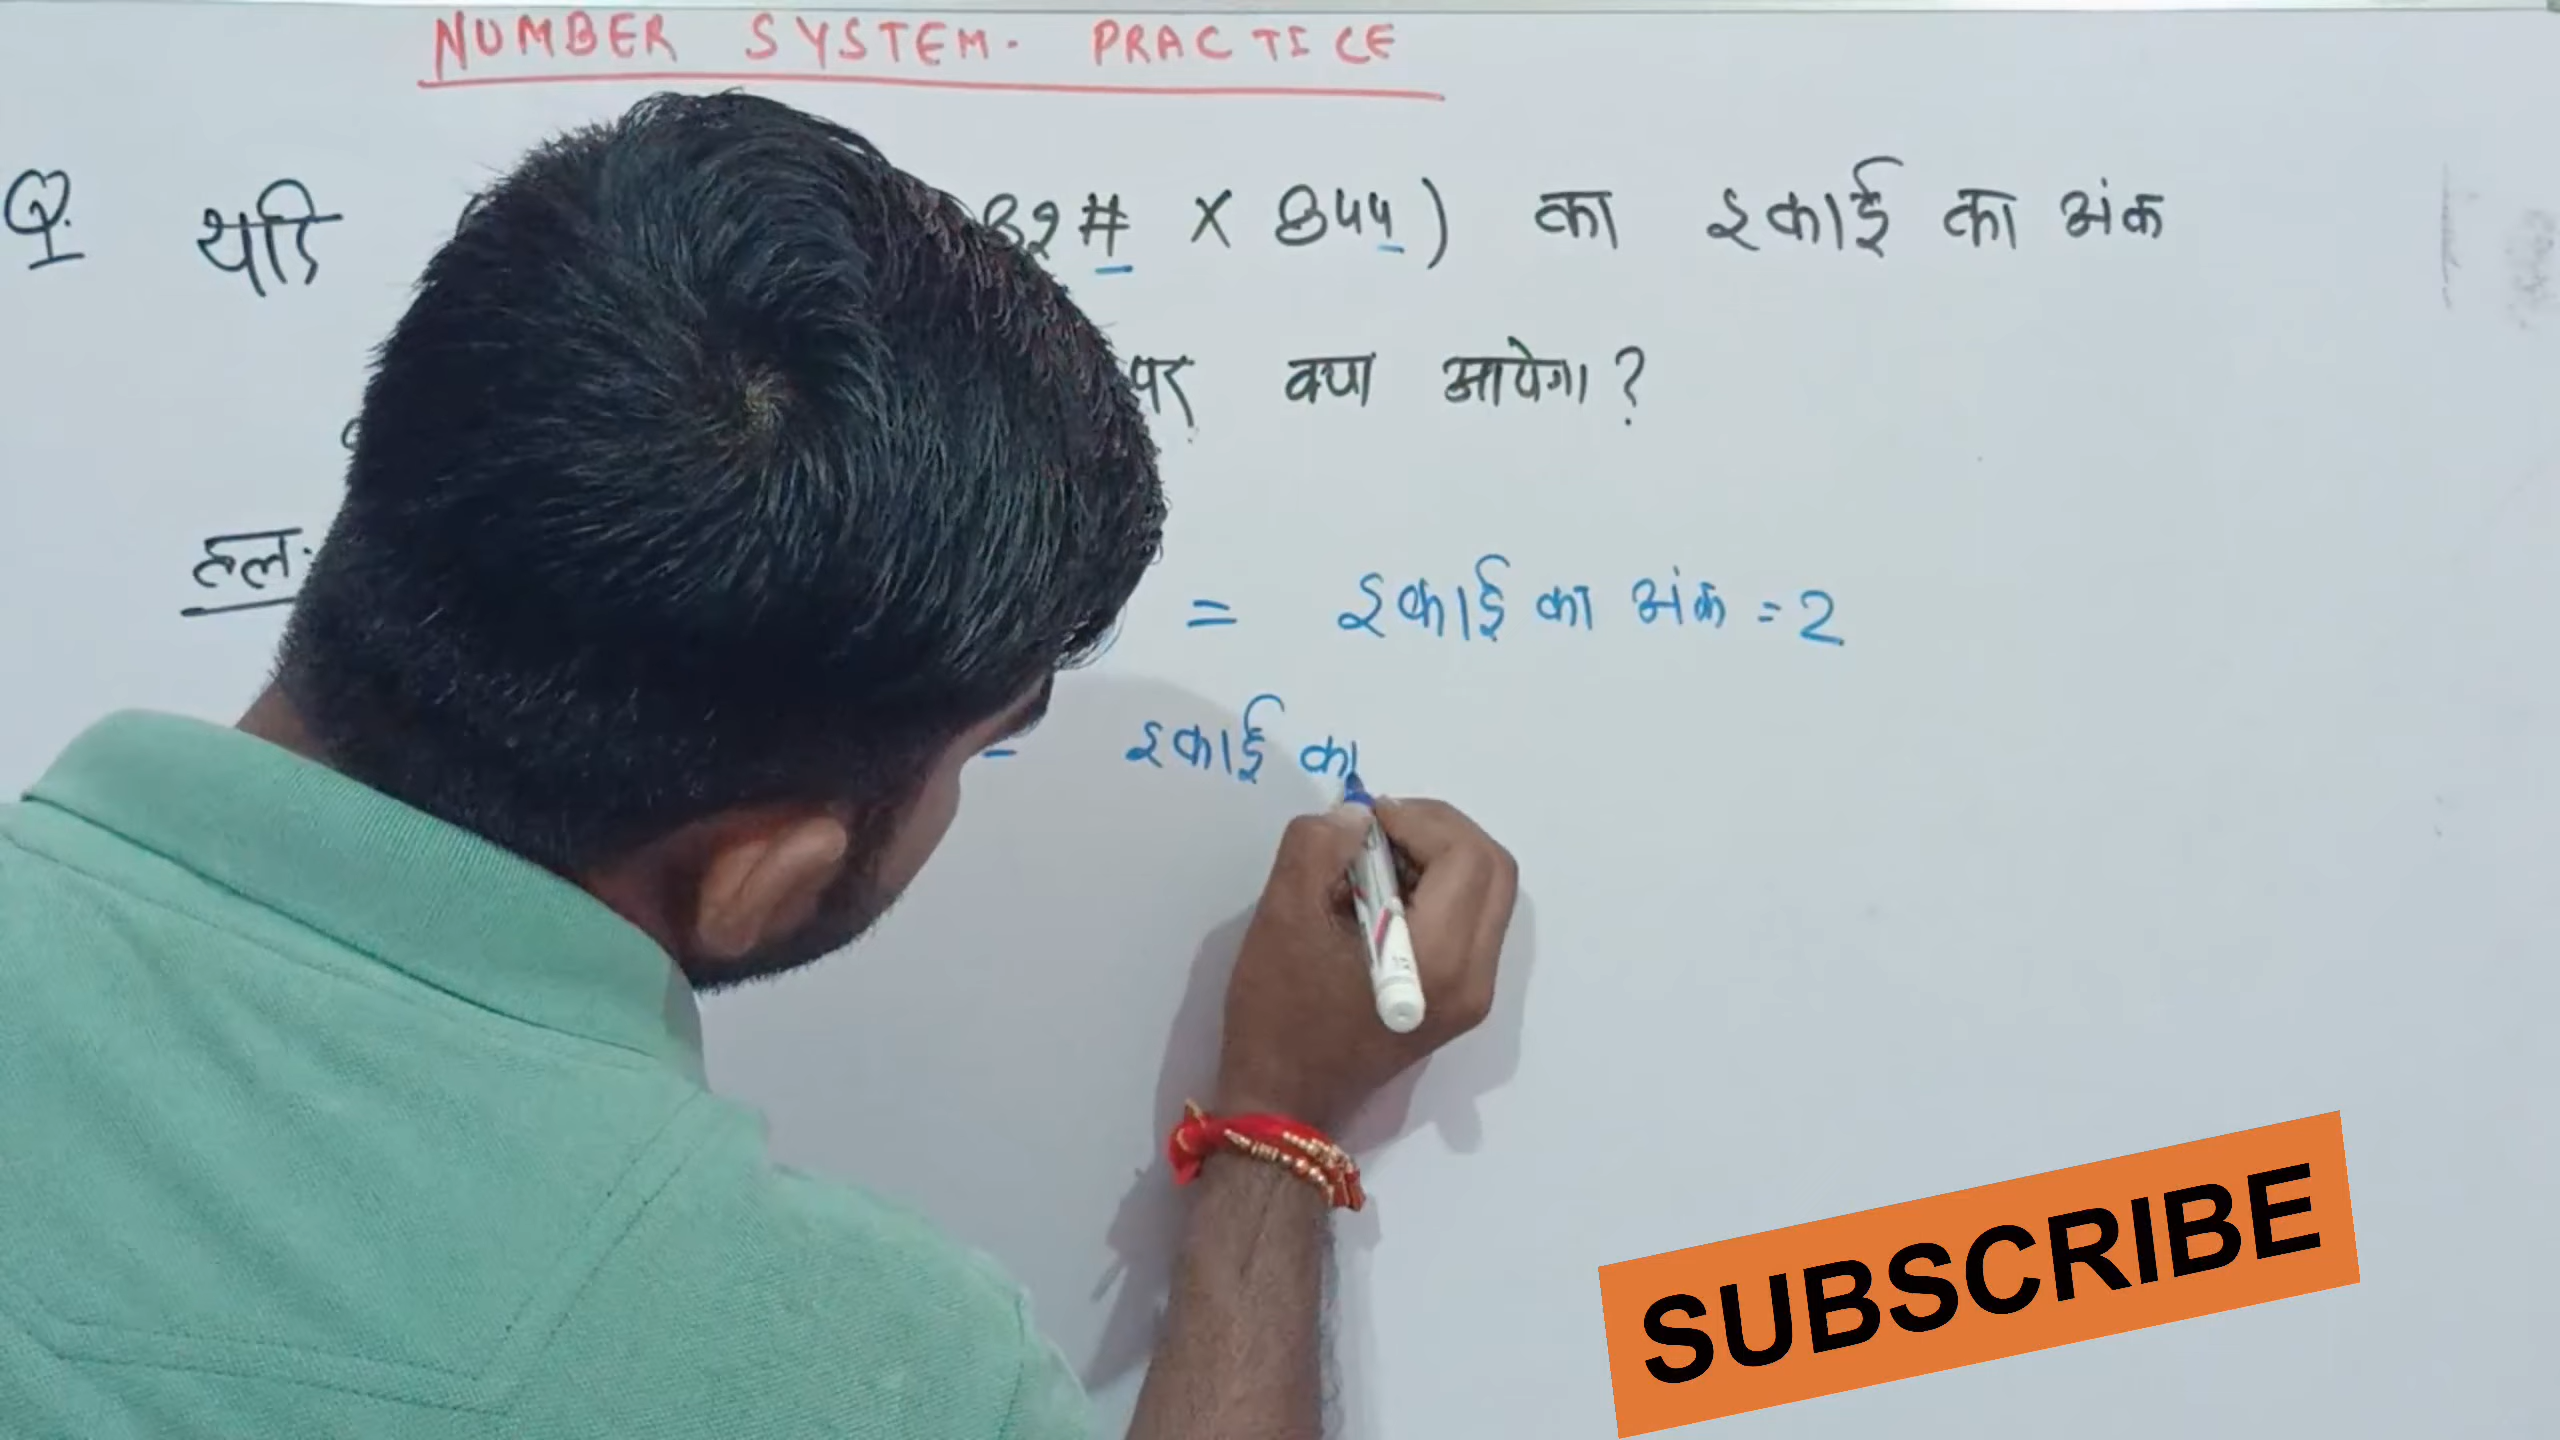 NUMBER SYSTEM. PRACTICE
Q. यदि 32# X 844) का इकाई का अंक
पर क्या आयेगा?
हल:
= इकाई का अंक = 2
= इकाई का
SUBSCRIBE